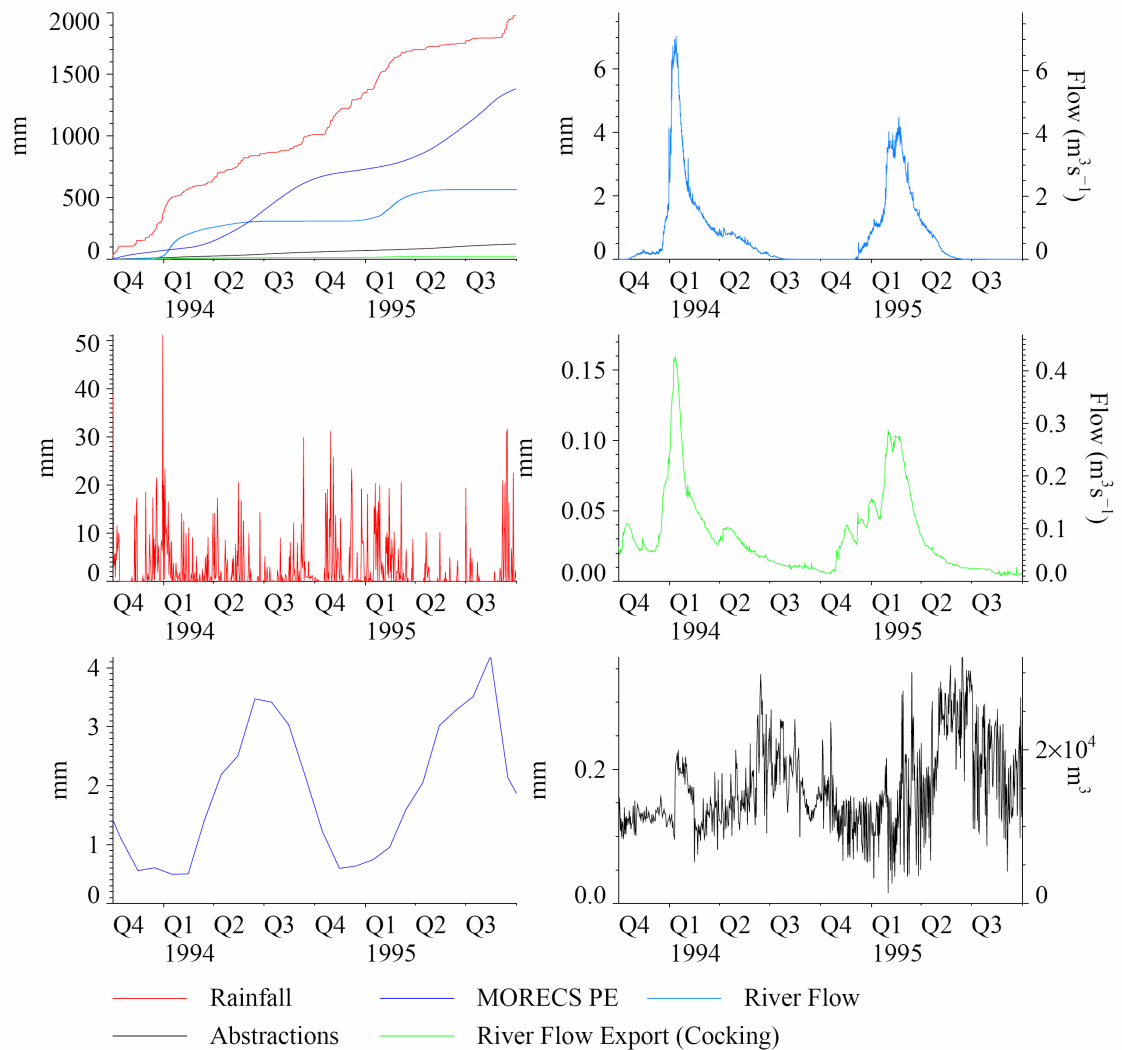 2000
1500
1000
500
0
mm
Q4 Q1 Q2 Q3 Q4 Q1 Q2 Q3
1994 1995
6
4
2
0
mm
6
4
2
0
Flow (m³s⁻¹)
Q4 Q1 Q2 Q3 Q4 Q1 Q2 Q3
1994 1995
50
40
30
20
10
0
mm
Q4 Q1 Q2 Q3 Q4 Q1 Q2 Q3
1994 1995
0.15
0.10
0.05
0.00
mm
0.4
0.3
0.2
0.1
0.0
Flow (m³s⁻¹)
Q4 Q1 Q2 Q3 Q4 Q1 Q2 Q3
1994 1995
4
3
2
1
0
mm
Q4 Q1 Q2 Q3 Q4 Q1 Q2 Q3
1994 1995
0.2
0.0
mm
2×10⁴
0
m³
Q4 Q1 Q2 Q3 Q4 Q1 Q2 Q3
1994 1995
Rainfall MORECS PE River Flow
Abstractions River Flow Export (Cocking)